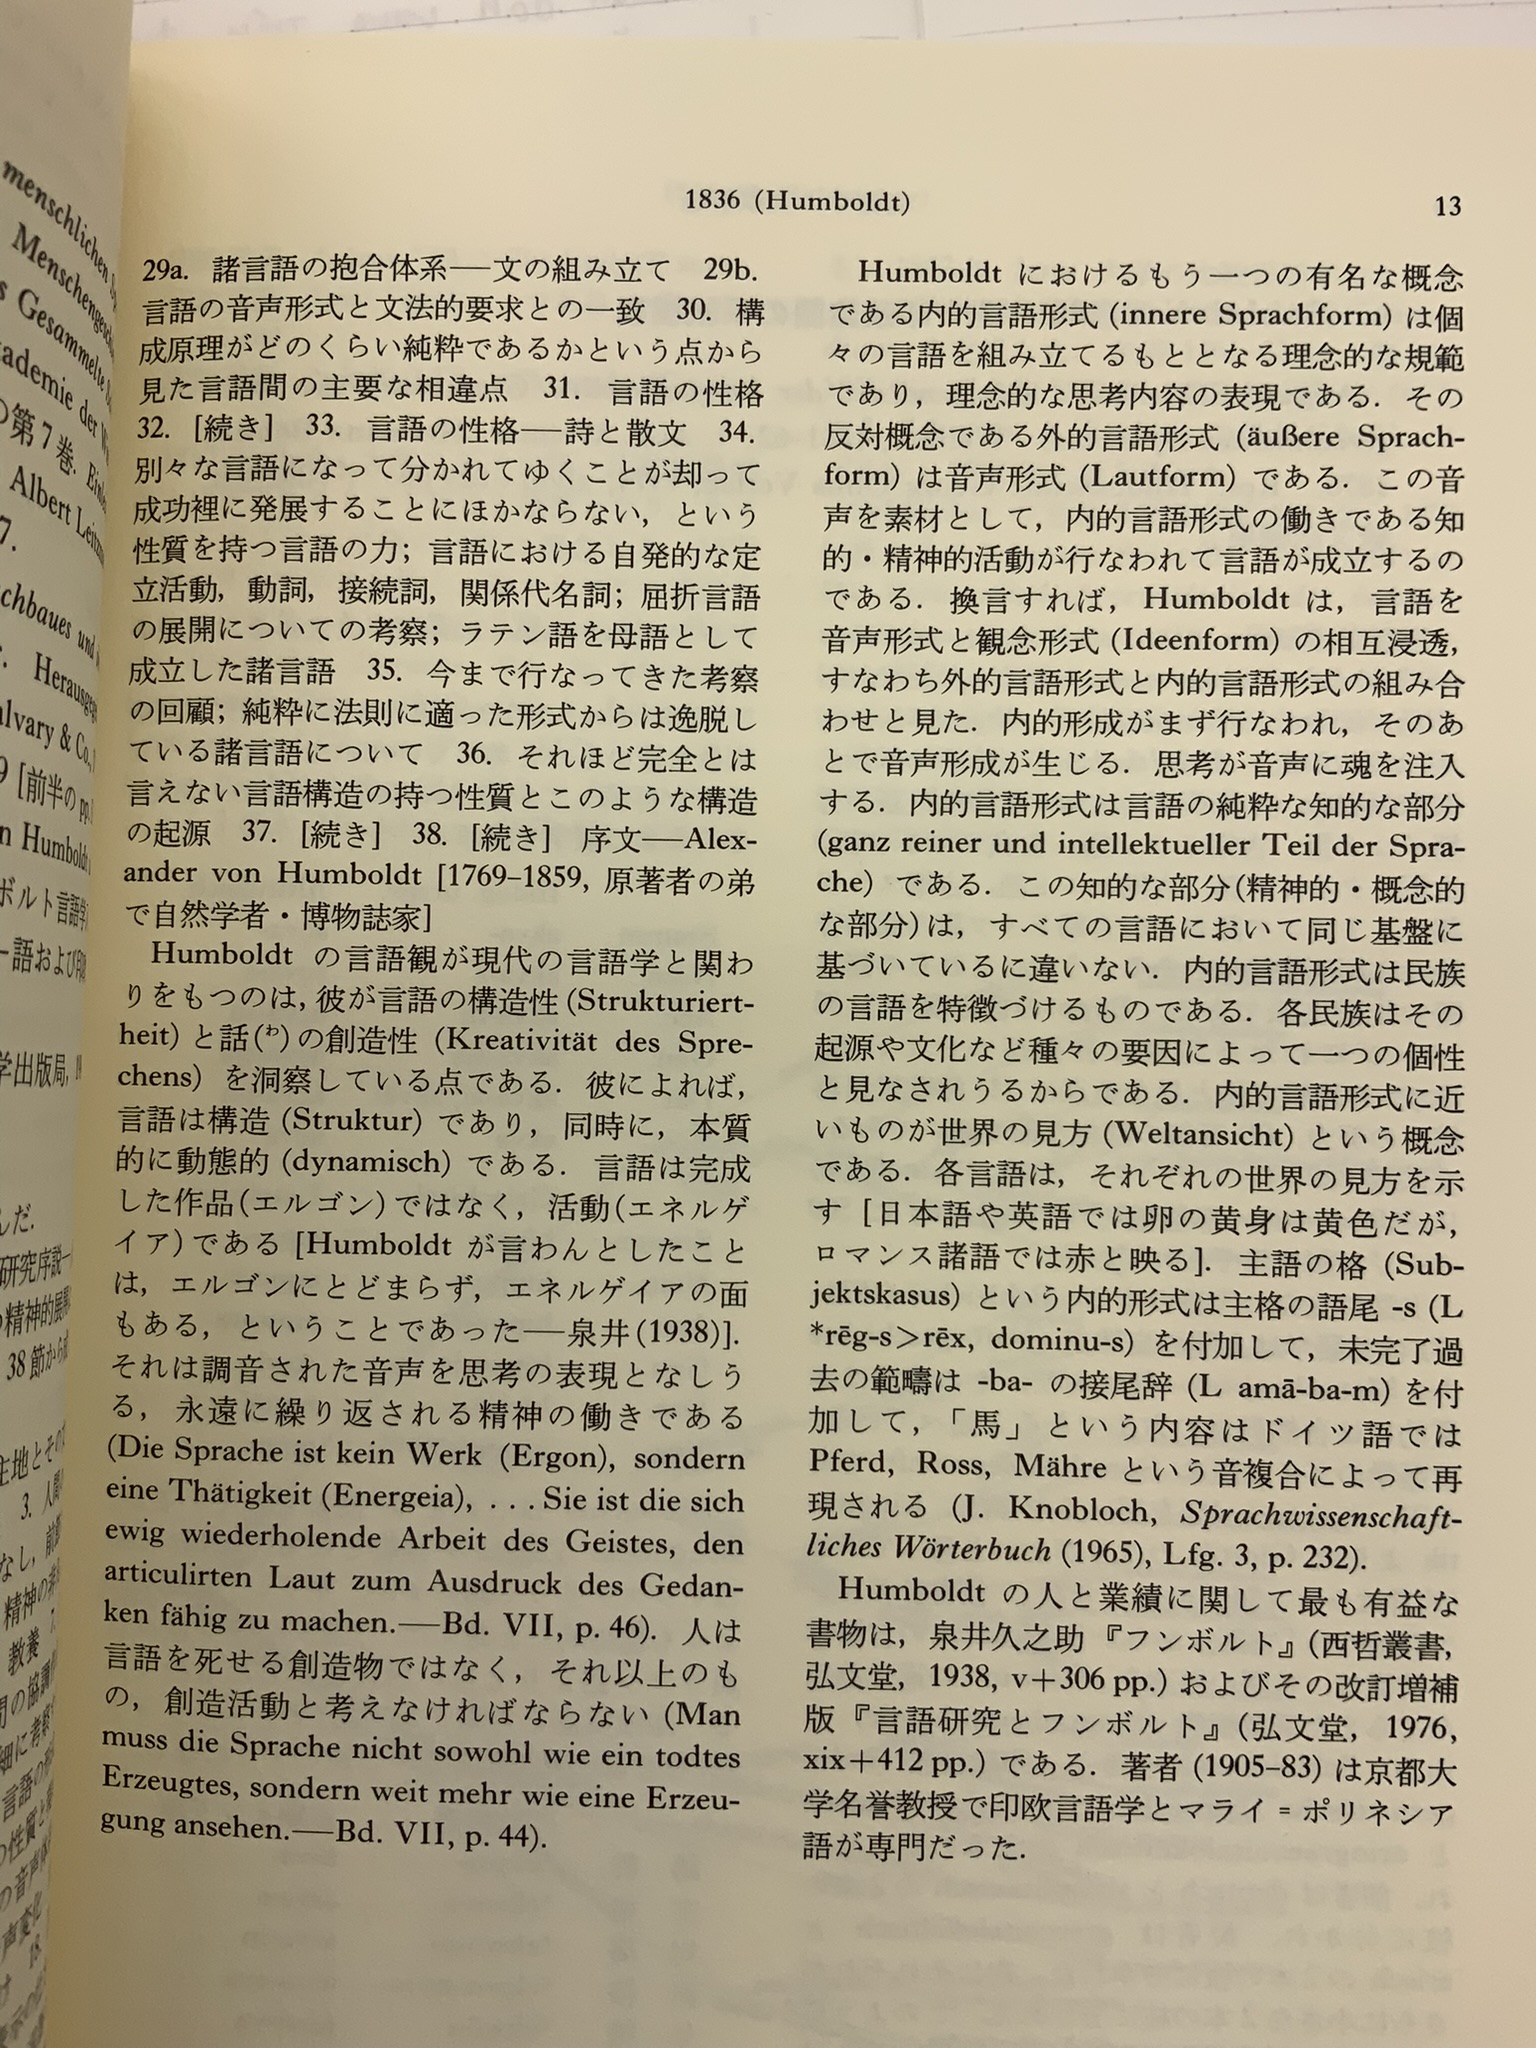 1836 (Humboldt)
13
29a. 諸言語の抱合体系──文の組み立て 29b.
言語の音声形式と文法的要求との一致 30. 構
成原理がどのくらい純粋であるかという点から
見た言語間の主要な相違点 31. 言語の性格
32. [続き] 33. 言語の性格──詩と散文 34.
別々な言語になって分かれてゆくことが却って
成功裡に発展することにほかならない, という
性質を持つ言語の力; 言語における自発的な定
立活動, 動詞, 接続詞, 関係代名詞; 屈折言語
の展開についての考察; ラテン語を母語として
成立した諸言語 35. 今まで行なってきた考察
の回顧; 純粋に法則に適った形式からは逸脱し
ている諸言語について 36. それほど完全とは
言えない言語構造の持つ性質とこのような構造
の起源 37. [続き] 38. [続き] 序文──Alex-
ander von Humboldt [1769–1859, 原著者の弟
で自然学者・博物誌家]
Humboldt の言語観が現代の言語学と関わ
りをもつのは, 彼が言語の構造性 (Strukturiert-
heit) と話(わ)の創造性 (Kreativität des Spre-
chens) を洞察している点である. 彼によれば,
言語は構造 (Struktur) であり, 同時に, 本質
的に動態的 (dynamisch) である. 言語は完成
した作品(エルゴン)ではなく, 活動(エネルゲ
イア)である [Humboldt が言わんとしたこと
は, エルゴンにとどまらず, エネルゲイアの面
もある, ということであった──泉井(1938)].
それは調音された音声を思考の表現となしう
る, 永遠に繰り返される精神の働きである
(Die Sprache ist kein Werk (Ergon), sondern
eine Thätigkeit (Energeia), ... Sie ist die sich
ewig wiederholende Arbeit des Geistes, den
articulirten Laut zum Ausdruck des Gedan-
ken fähig zu machen.──Bd. VII, p. 46). 人は
言語を死せる創造物ではなく, それ以上のも
の, 創造活動と考えなければならない (Man
muss die Sprache nicht sowohl wie ein todtes
Erzeugtes, sondern weit mehr wie eine Erzeu-
gung ansehen.──Bd. VII, p. 44).
Humboldt におけるもう一つの有名な概念
である内的言語形式 (innere Sprachform) は個
々の言語を組み立てるもととなる理念的な規範
であり, 理念的な思考内容の表現である. その
反対概念である外的言語形式 (äußere Sprach-
form) は音声形式 (Lautform) である. この音
声を素材として, 内的言語形式の働きである知
的・精神的活動が行なわれて言語が成立するの
である. 換言すれば, Humboldt は, 言語を
音声形式と観念形式 (Ideenform) の相互浸透,
すなわち外的言語形式と内的言語形式の組み合
わせと見た. 内的形成がまず行なわれ, そのあ
とで音声形成が生じる. 思考が音声に魂を注入
する. 内的言語形式は言語の純粋な知的な部分
(ganz reiner und intellektueller Teil der Spra-
che) である. この知的な部分(精神的・概念的
な部分)は, すべての言語において同じ基盤に
基づいているに違いない. 内的言語形式は民族
の言語を特徴づけるものである. 各民族はその
起源や文化など種々の要因によって一つの個性
と見なされうるからである. 内的言語形式に近
いものが世界の見方 (Weltansicht) という概念
である. 各言語は, それぞれの世界の見方を示
す [日本語や英語では卵の黄身は黄色だが,
ロマンス諸語では赤と映る]. 主語の格 (Sub-
jektskasus) という内的形式は主格の語尾 -s (L
*rēg-s>rēx, dominu-s) を付加して, 未完了過
去の範疇は -ba- の接尾辞 (L amā-ba-m) を付
加して, 「馬」という内容はドイツ語では
Pferd, Ross, Mähre という音複合によって再
現される (J. Knobloch, Sprachwissenschaft-
liches Wörterbuch (1965), Lfg. 3, p. 232).
Humboldt の人と業績に関して最も有益な
書物は, 泉井久之助『フンボルト』(西哲叢書,
弘文堂, 1938, v+306 pp.) およびその改訂増補
版『言語研究とフンボルト』(弘文堂, 1976,
xix+412 pp.) である. 著者 (1905–83) は京都大
学名誉教授で印欧言語学とマライ=ポリネシア
語が専門だった.